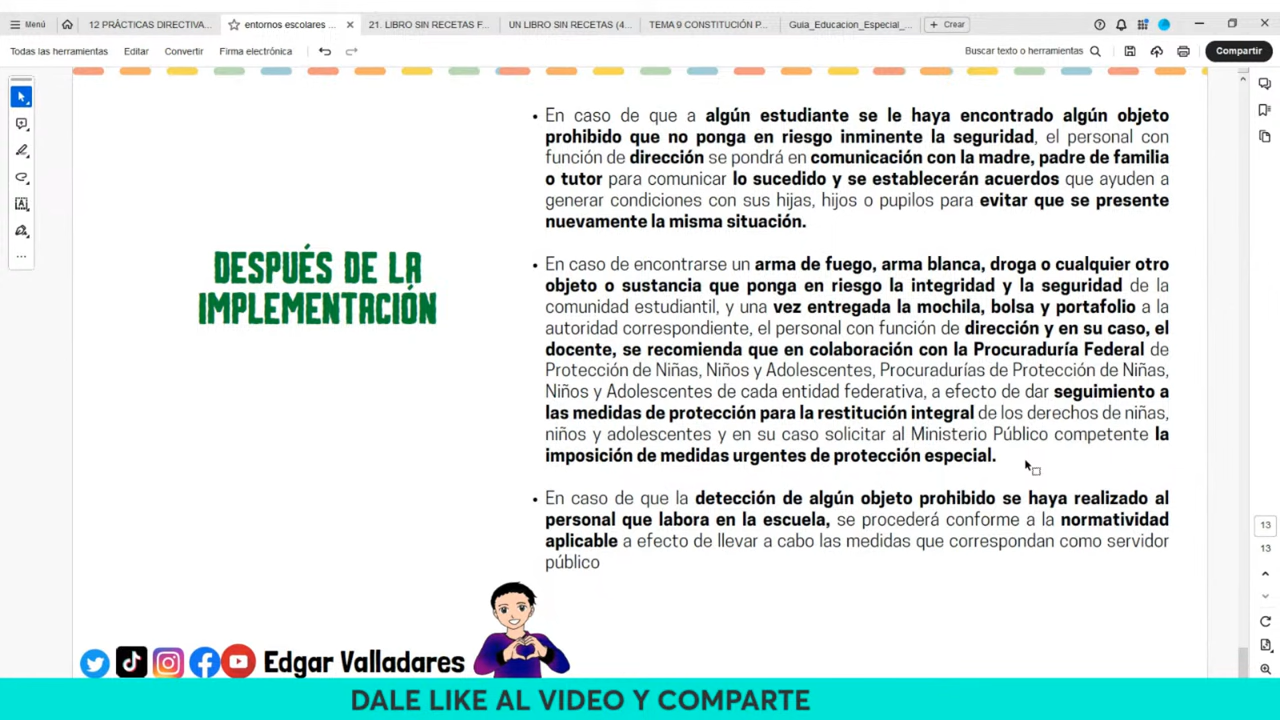 Menú
12 PRÁCTICAS DIRECTIVA...
entornos escolares ...
21. LIBRO SIN RECETAS F...
UN LIBRO SIN RECETAS (4...
TEMA 9 CONSTITUCIÓN P...
Guia_Educacion_Especial_...
Crear
Todas las herramientas
Editar
Convertir
Firma electrónica
Buscar texto o herramientas
Compartir
DESPUÉS DE LA
IMPLEMENTACIÓN
• En caso de que a algún estudiante se le haya encontrado algún objeto
prohibido que no ponga en riesgo inminente la seguridad, el personal con
función de dirección se pondrá en comunicación con la madre, padre de familia
o tutor para comunicar lo sucedido y se establecerán acuerdos que ayuden a
generar condiciones con sus hijas, hijos o pupilos para evitar que se presente
nuevamente la misma situación.
• En caso de encontrarse un arma de fuego, arma blanca, droga o cualquier otro
objeto o sustancia que ponga en riesgo la integridad y la seguridad de la
comunidad estudiantil, y una vez entregada la mochila, bolsa y portafolio a la
autoridad correspondiente, el personal con función de dirección y en su caso, el
docente, se recomienda que en colaboración con la Procuraduría Federal de
Protección de Niñas, Niños y Adolescentes, Procuradurías de Protección de Niñas,
Niños y Adolescentes de cada entidad federativa, a efecto de dar seguimiento a
las medidas de protección para la restitución integral de los derechos de niñas,
niños y adolescentes y en su caso solicitar al Ministerio Público competente la
imposición de medidas urgentes de protección especial.
• En caso de que la detección de algún objeto prohibido se haya realizado al
personal que labora en la escuela, se procederá conforme a la normatividad
aplicable a efecto de llevar a cabo las medidas que correspondan como servidor
público
13
13
Edgar Valladares
DALE LIKE AL VIDEO Y COMPARTE